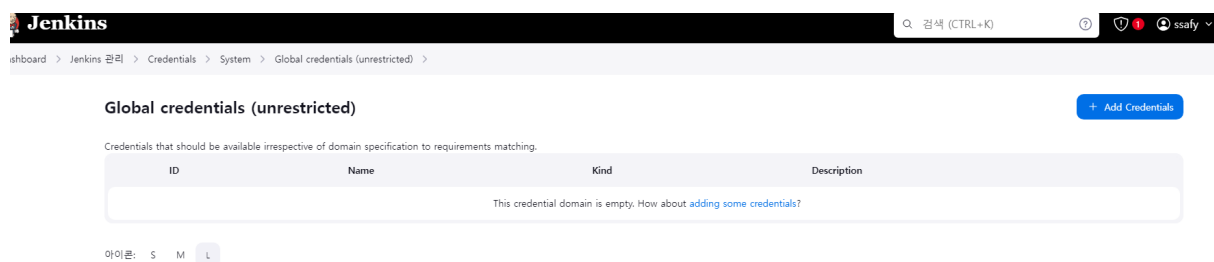 Jenkins
검색 (CTRL+K)
1
ssafy
shboard > Jenkins 관리 > Credentials > System > Global credentials (unrestricted) >
Global credentials (unrestricted)
+ Add Credentials
Credentials that should be available irrespective of domain specification to requirements matching.
ID Name Kind Description
This credential domain is empty. How about adding some credentials?
아이콘: S M L